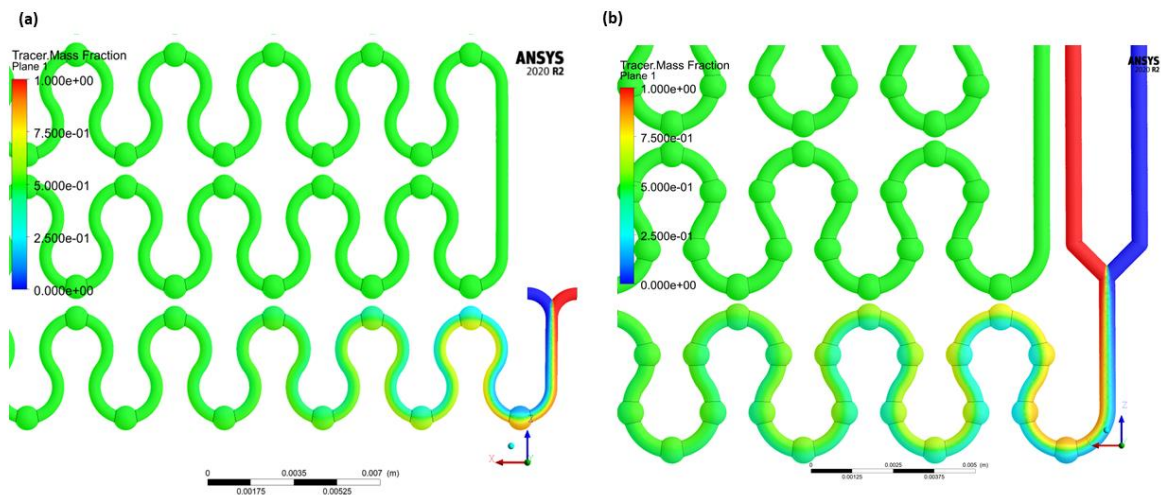 (a)
Tracer.Mass Fraction
Plane 1
1.000e+00
7.500e-01
5.000e-01
2.500e-01
0.000e+00
ANSYS
2020 R2
X
0 0.0035 0.007 (m)
0.00175 0.00525
(b)
Tracer.Mass Fraction
Plane 1
1.000e+00
7.500e-01
5.000e-01
2.500e-01
0.000e+00
ANSYS
2020 R2
Z
0 0.0025 0.005 (m)
0.00125 0.00375